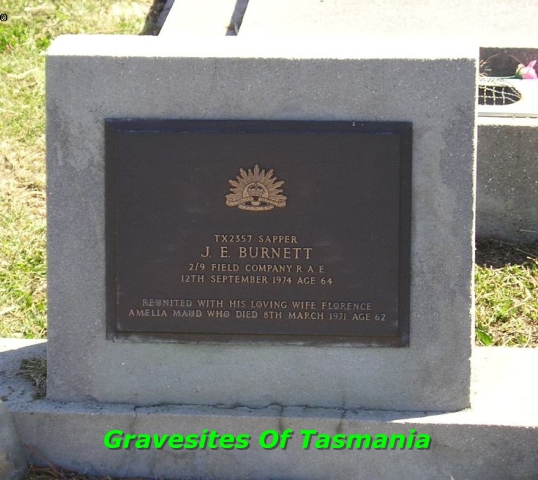 TX2357 SAPPER
J. E. BURNETT
2/9 FIELD COMPANY R.A.E.
12TH SEPTEMBER 1974 AGE 64
REUNITED WITH HIS LOVING WIFE FLORENCE
AMELIA MAUD WHO DIED 8TH MARCH 1971 AGE 62
Gravesites Of Tasmania